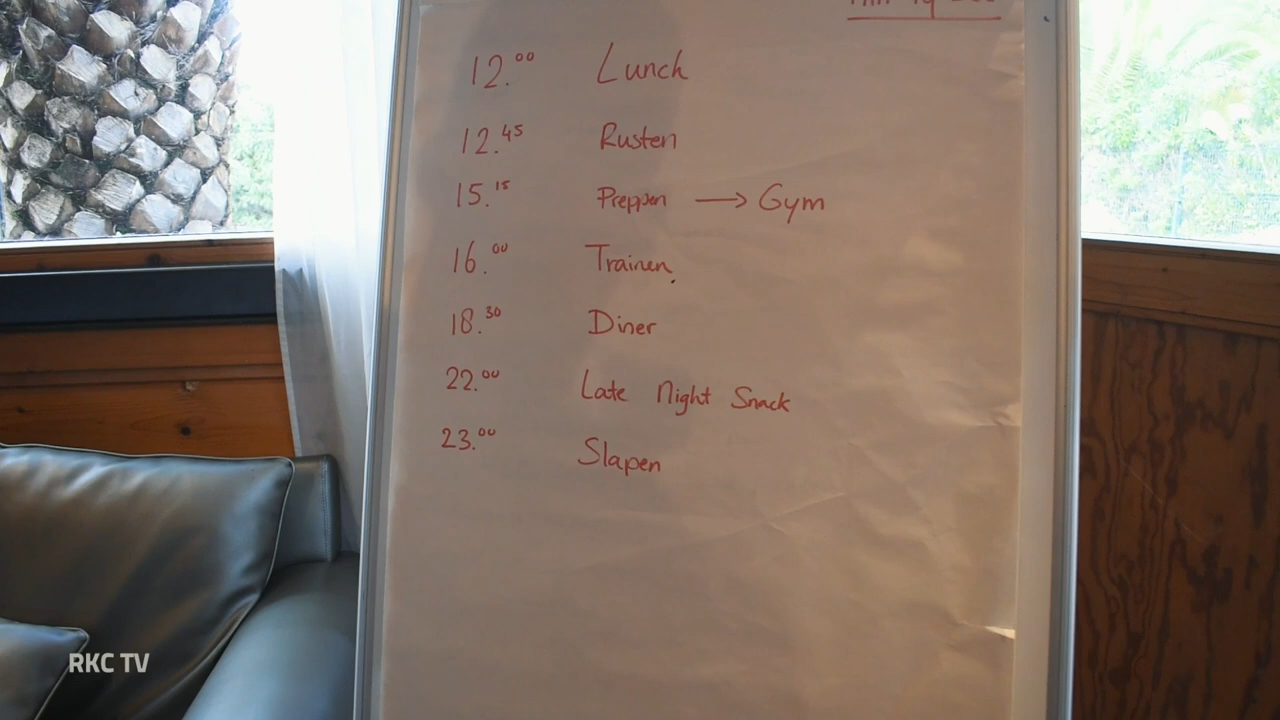 12.00 Lunch
12.45 Rusten
15.15 Preppen → Gym
16.00 Trainen
18.30 Diner
22.00 Late Night Snack
23.00 Slapen
RKC TV